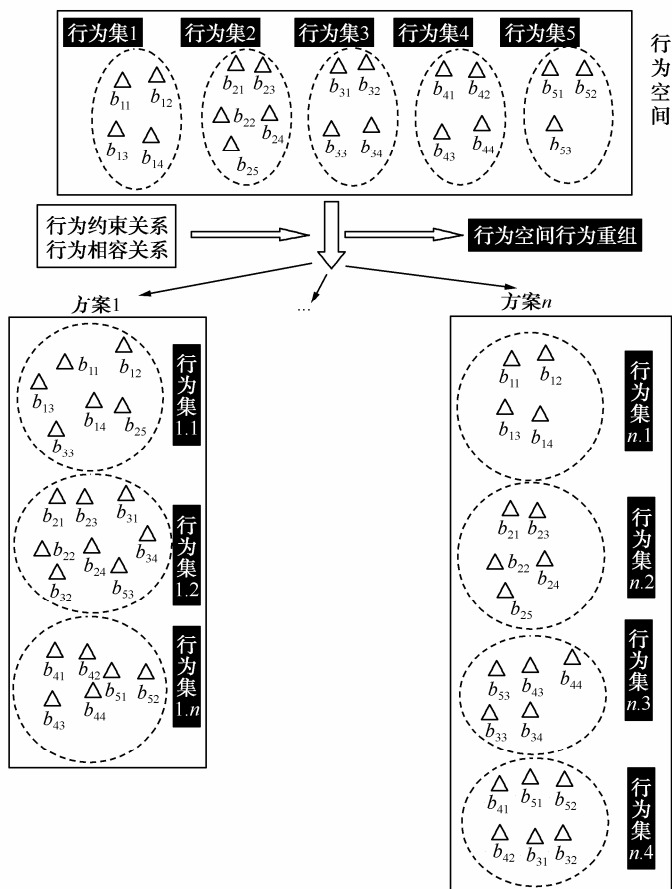 行为集1 行为集2 行为集3 行为集4 行为集5
行为空间
b21 b23 b31 b32 b41 b42 b51 b52
b11 b12
b22 b24
b13 b14 b25 b33 b34 b43 b44 h53
行为约束关系
行为相容关系
行为空间行为重组
方案1
...
方案n
行为集1.1
b11 b12
b13 b14 b25
b33
行为集1.2
b21 b23 b31
b22 b24 b34
b32 b53
行为集1.n
b41 b42 b51 b52
b43 b44
行为集n.1
b11 b12
b13 b14
行为集n.2
b21 b23
b22 b24
b25
行为集n.3
b53 b43 b44
b33 b34
行为集n.4
b41 b51 b52
b42 b31 b32